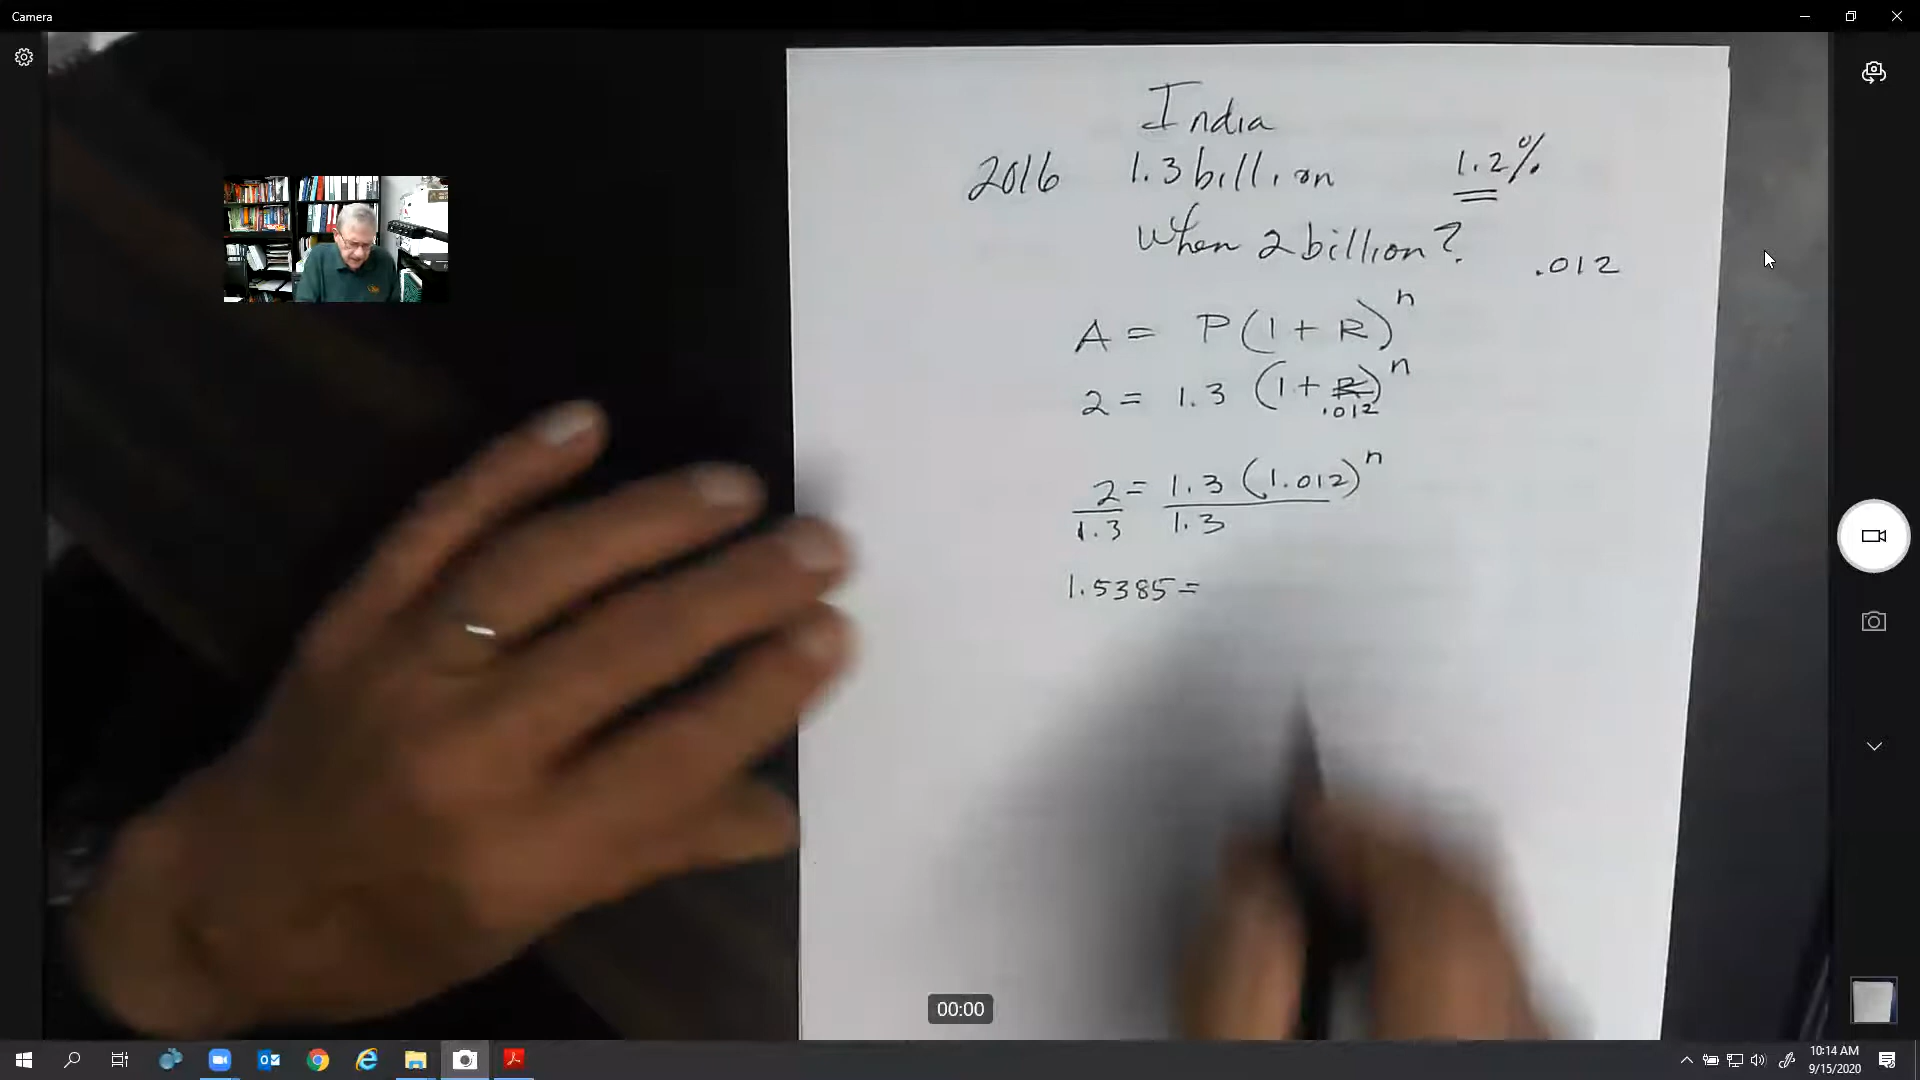 Camera
India
2016 1.3 billion 1.2%
When 2 billion?
.012
A = P(1 + R)^n
2 = 1.3 (1 + R)^n
.012
2 = 1.3 (1.012)^n
1.3 1.3
1.5385 =
00:00
10:14 AM
9/15/2020